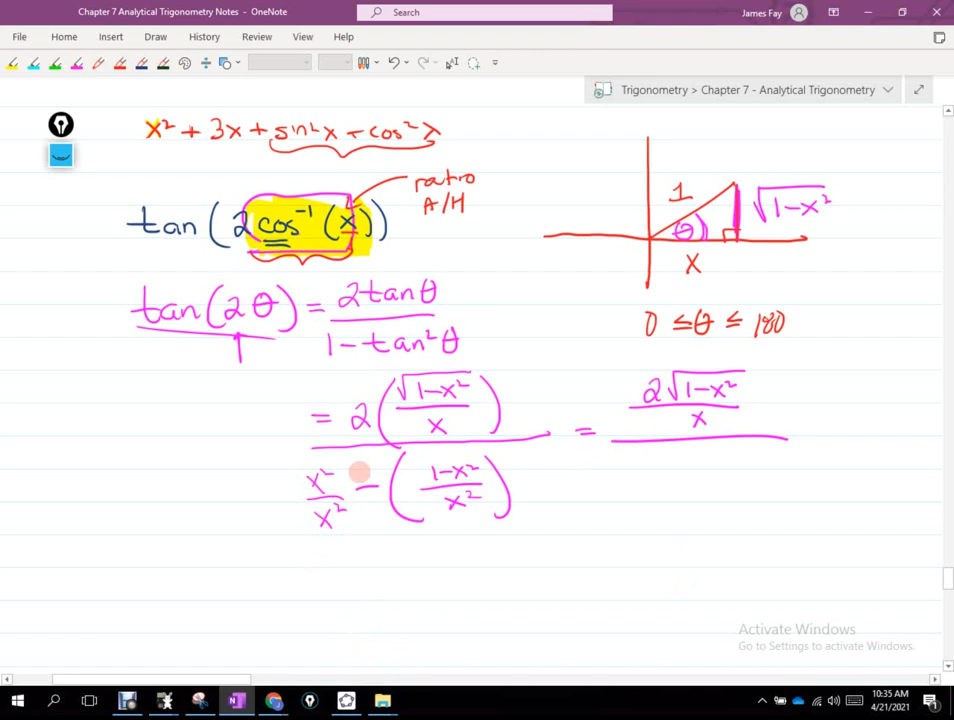 Chapter 7 Analytical Trigonometry Notes - OneNote
Search
James Fay
File Home Insert Draw History Review View Help
Trigonometry > Chapter 7 - Analytical Trigonometry
x² + 3x + sin²x + cos²x
ratio
A/H
tan(2cos⁻¹(x))
1
√1-x²
θ
x
tan(2θ) = 2tanθ / 1-tan²θ
0 ≤ θ ≤ 180
= 2(√1-x² / x) / x²/x² - (1-x² / x²) = 2√1-x² / x
Activate Windows
Go to Settings to activate Windows.
10:35 AM
4/21/2021